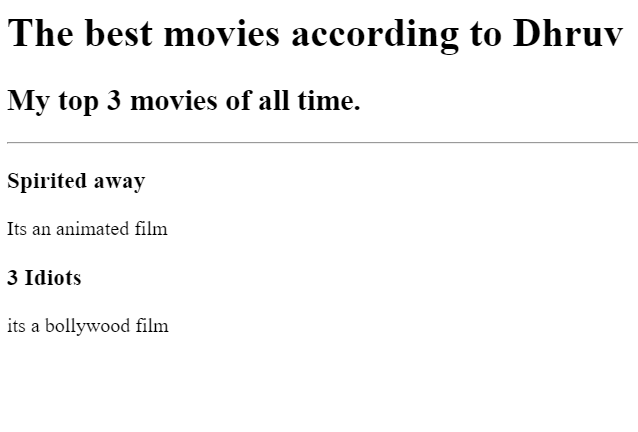 The best movies according to Dhruv
My top 3 movies of all time.
Spirited away
Its an animated film
3 Idiots
its a bollywood film